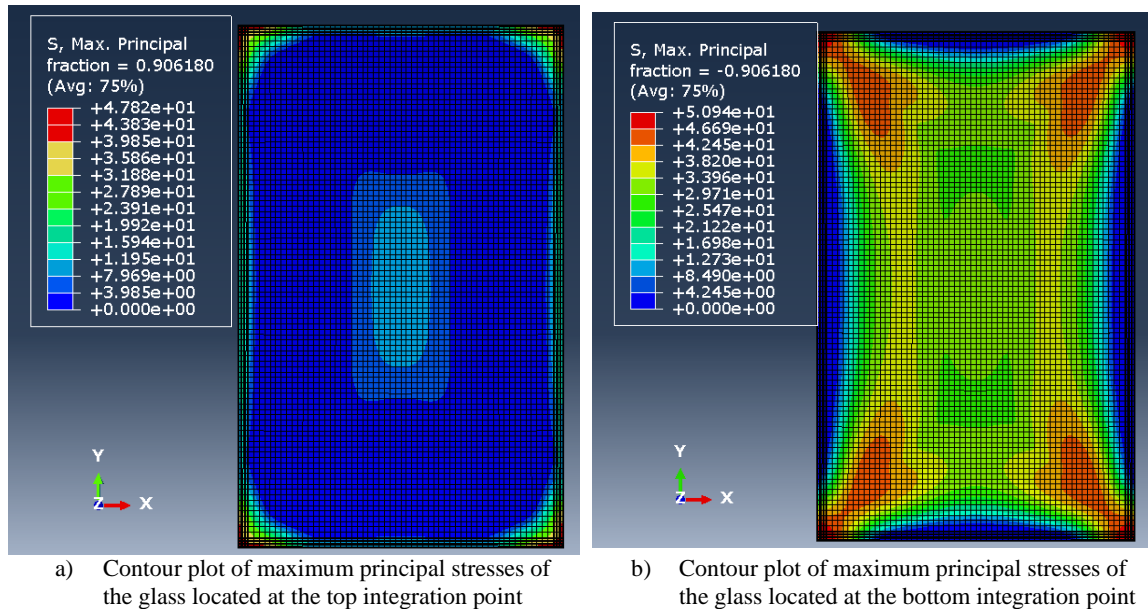 S, Max. Principal
fraction = 0.906180
(Avg: 75%)
+4.782e+01
+4.383e+01
+3.985e+01
+3.586e+01
+3.188e+01
+2.789e+01
+2.391e+01
+1.992e+01
+1.594e+01
+1.195e+01
+7.969e+00
+3.985e+00
+0.000e+00
Y
Z
X
a) Contour plot of maximum principal stresses of
the glass located at the top integration point
S, Max. Principal
fraction = -0.906180
(Avg: 75%)
+5.094e+01
+4.669e+01
+4.245e+01
+3.820e+01
+3.396e+01
+2.971e+01
+2.547e+01
+2.122e+01
+1.698e+01
+1.273e+01
+8.490e+00
+4.245e+00
+0.000e+00
Y
Z
X
b) Contour plot of maximum principal stresses of
the glass located at the bottom integration point